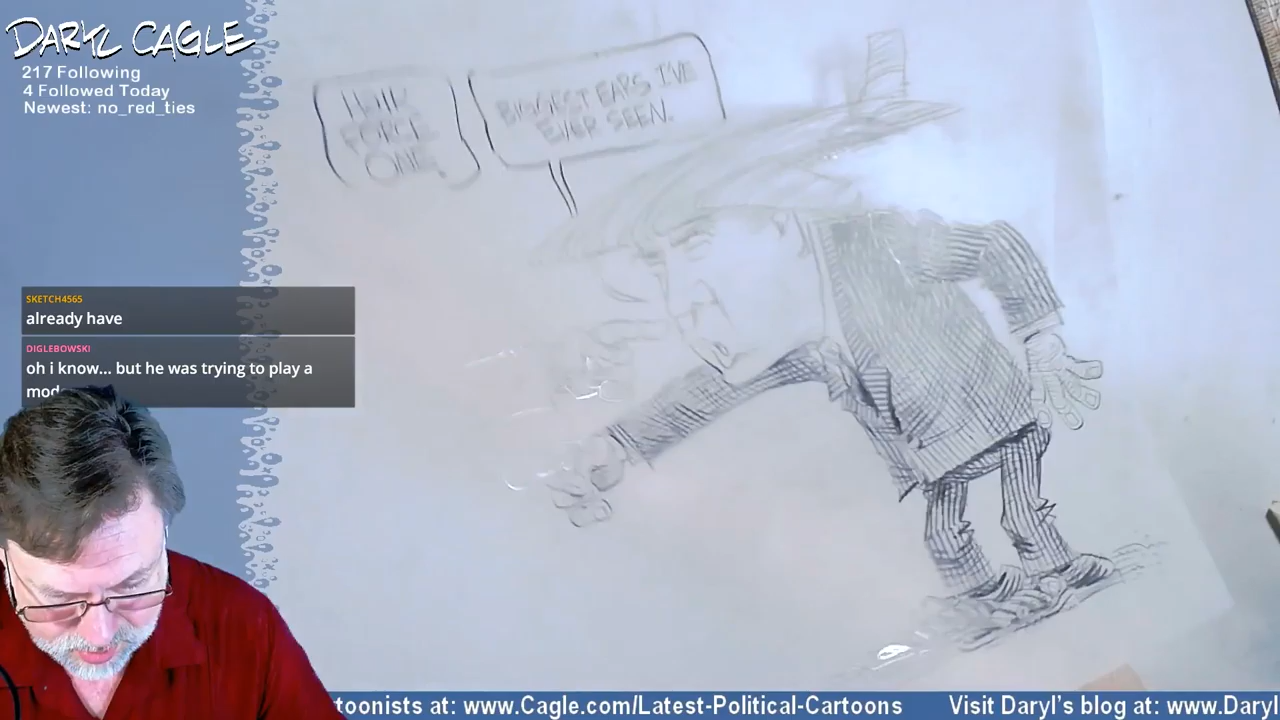 DARYL CAGLE
217 Following
4 Followed Today
Newest: no_red_ties
FORCE
ONE.
BIGGEST EARS I'VE
EVER SEEN.
SKETCH4565
already have
DIGLEBOWSKI
oh i know... but he was trying to play a
mod
toonists at: www.Cagle.com/Latest-Political-Cartoons Visit Daryl's blog at: www.Daryl